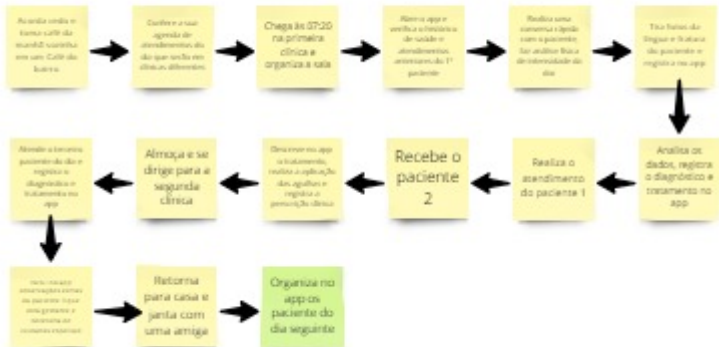 Acorda cedo e
toma café da
manhã sozinha
em um Café do
bairro
Confere a sua
agenda de
atendimentos do
dia que serão em
clínicas diferentes
Chega às 07:20
na primeira
clínica e
organiza a sala
Abre o app e
verifica o histórico
de saúde e
atendimentos
anteriores do 1º
paciente
Realiza uma
conversa rápida
com o paciente,
faz análise física
de intensidade da
dor
Tira fotos da
língua e
do paciente e
registra no app
Analisa os
dados, registra
o diagnóstico e
tratamento no
app
Realiza o
atendimento
do paciente 1
Recebe o
paciente
2
Descreve no app
o tratamento,
realiza a aplicação
das agulhas e
registra a
prescrição clínica
Almoça e se
dirige para a
segunda
clínica
Atende o terceiro
paciente do dia e
registra o
diagnóstico e
tratamento no
app
Retorna
para casa e
janta com
uma amiga
Organiza no
app os
paciente do
dia seguinte